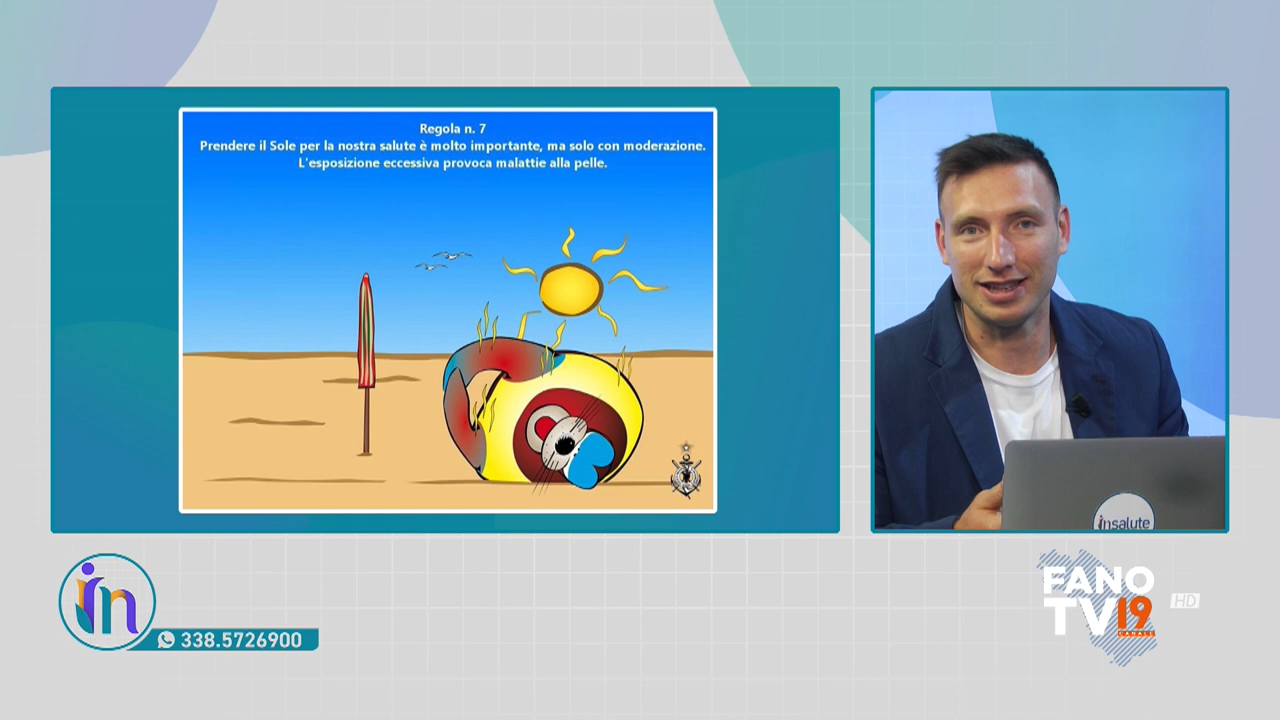 Regola n. 7
Prendere il Sole per la nostra salute è molto importante, ma solo con moderazione.
L'esposizione eccessiva provoca malattie alla pelle.
insalute
in
338.5726900
FANO
TV19
CANALE
HD